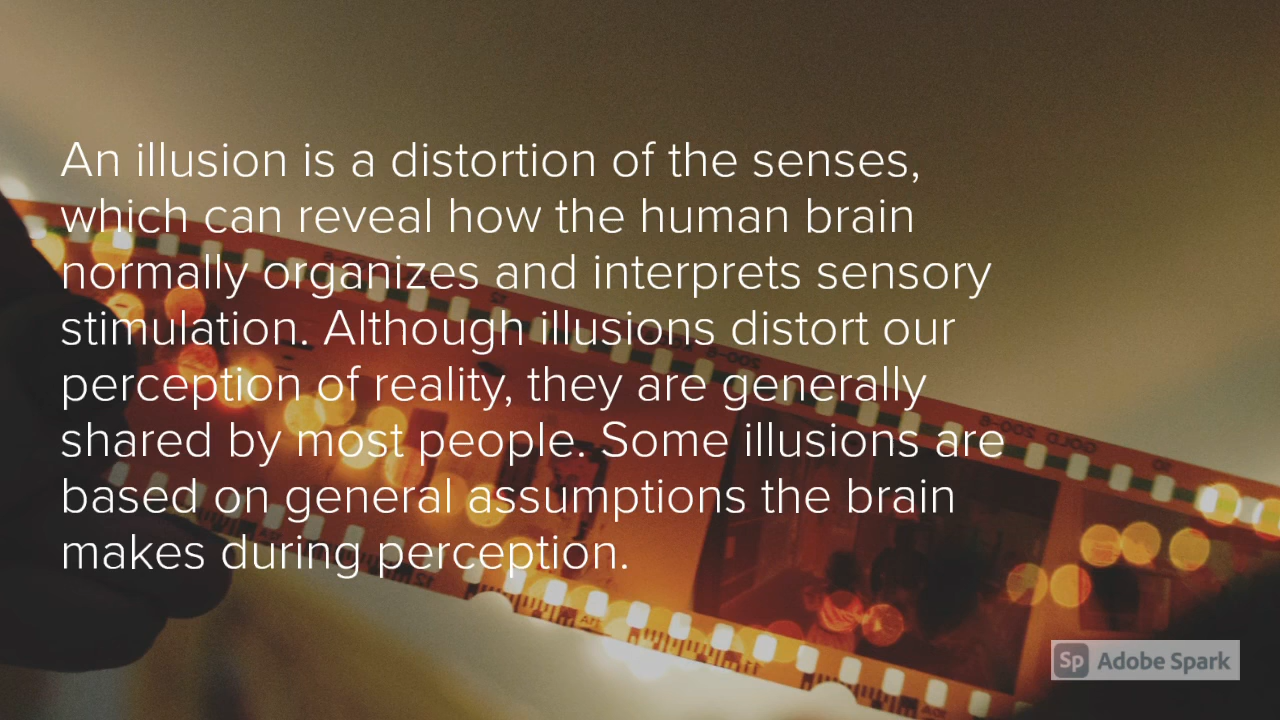 An illusion is a distortion of the senses,
which can reveal how the human brain
normally organizes and interprets sensory
stimulation. Although illusions distort our
perception of reality, they are generally
shared by most people. Some illusions are
based on general assumptions the brain
makes during perception.
Sp Adobe Spark